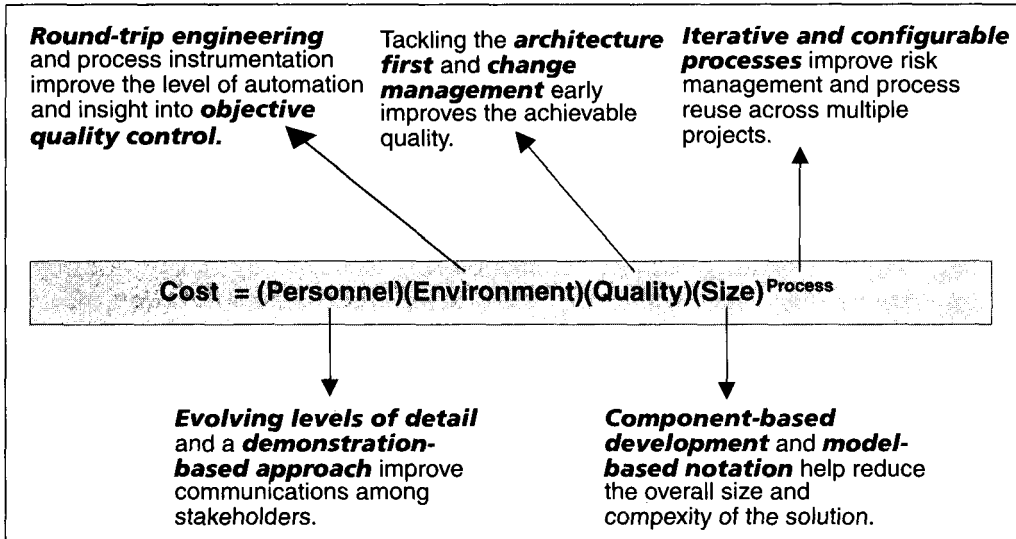 Round-trip engineering
and process instrumentation
improve the level of automation
and insight into objective
quality control.
Tackling the architecture
first and change
management early
improves the achievable
quality.
Iterative and configurable
processes improve risk
management and process
reuse across multiple
projects.
Cost = (Personnel)(Environment)(Quality)(Size)^Process
Evolving levels of detail
and a demonstration-
based approach improve
communications among
stakeholders.
Component-based
development and model-
based notation help reduce
the overall size and
compexity of the solution.